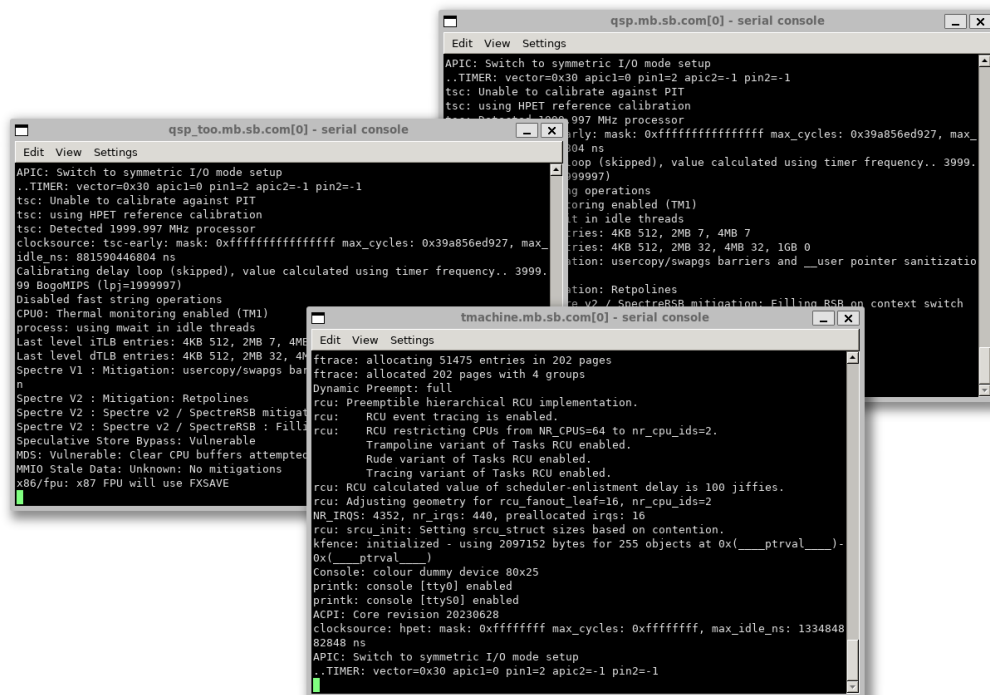 qsp.mb.sb.com[0] - serial console
Edit View Settings
APIC: Switch to symmetric I/O mode setup
..TIMER: vector=0x30 apic1=0 pin1=2 apic2=-1 pin2=-1
tsc: Unable to calibrate against PIT
tsc: using HPET reference calibration
997 MHz processor
arly: mask: 0xffffffffffffffff max_cycles: 0x39a856ed927, max_
804 ns
oop (skipped), value calculated using timer frequency.. 3999.
999997)
g operations
oring enabled (TM1)
it in idle threads
tries: 4KB 512, 2MB 7, 4MB 7
tries: 4KB 512, 2MB 32, 4MB 32, 1GB 0
ation: usercopy/swapgs barriers and __user pointer sanitizatio
ation: Retpolines
re v2 / SpectreRSB mitigation: Filling RSB on context switch
qsp_too.mb.sb.com[0] - serial console
Edit View Settings
APIC: Switch to symmetric I/O mode setup
..TIMER: vector=0x30 apic1=0 pin1=2 apic2=-1 pin2=-1
tsc: Unable to calibrate against PIT
tsc: using HPET reference calibration
tsc: Detected 1999.997 MHz processor
clocksource: tsc-early: mask: 0xffffffffffffffff max_cycles: 0x39a856ed927, max_
idle_ns: 881590446804 ns
Calibrating delay loop (skipped), value calculated using timer frequency.. 3999.
99 BogoMIPS (lpj=1999997)
Disabled fast string operations
CPU0: Thermal monitoring enabled (TM1)
process: using mwait in idle threads
Last level iTLB entries: 4KB 512, 2MB 7, 4MB
Last level dTLB entries: 4KB 512, 2MB 32, 4M
Spectre V1 : Mitigation: usercopy/swapgs bar
n
Spectre V2 : Mitigation: Retpolines
Spectre V2 : Spectre v2 / SpectreRSB mitigat
Spectre V2 : Spectre v2 / SpectreRSB : Filli
Speculative Store Bypass: Vulnerable
MDS: Vulnerable: Clear CPU buffers attempted
MMIO Stale Data: Unknown: No mitigations
x86/fpu: x87 FPU will use FXSAVE
tmachine.mb.sb.com[0] - serial console
Edit View Settings
ftrace: allocating 51475 entries in 202 pages
ftrace: allocated 202 pages with 4 groups
Dynamic Preempt: full
rcu: Preemptible hierarchical RCU implementation.
rcu: RCU event tracing is enabled.
rcu: RCU restricting CPUs from NR_CPUS=64 to nr_cpu_ids=2.
Trampoline variant of Tasks RCU enabled.
Rude variant of Tasks RCU enabled.
Tracing variant of Tasks RCU enabled.
rcu: RCU calculated value of scheduler-enlistment delay is 100 jiffies.
rcu: Adjusting geometry for rcu_fanout_leaf=16, nr_cpu_ids=2
NR_IRQS: 4352, nr_irqs: 440, preallocated irqs: 16
rcu: srcu_init: Setting srcu_struct sizes based on contention.
kfence: initialized - using 2097152 bytes for 255 objects at 0x(____ptrval____)-
0x(____ptrval____)
Console: colour dummy device 80x25
printk: console [tty0] enabled
printk: console [ttyS0] enabled
ACPI: Core revision 20230628
clocksource: hpet: mask: 0xffffffff max_cycles: 0xffffffff, max_idle_ns: 1334848
82848 ns
APIC: Switch to symmetric I/O mode setup
..TIMER: vector=0x30 apic1=0 pin1=2 apic2=-1 pin2=-1